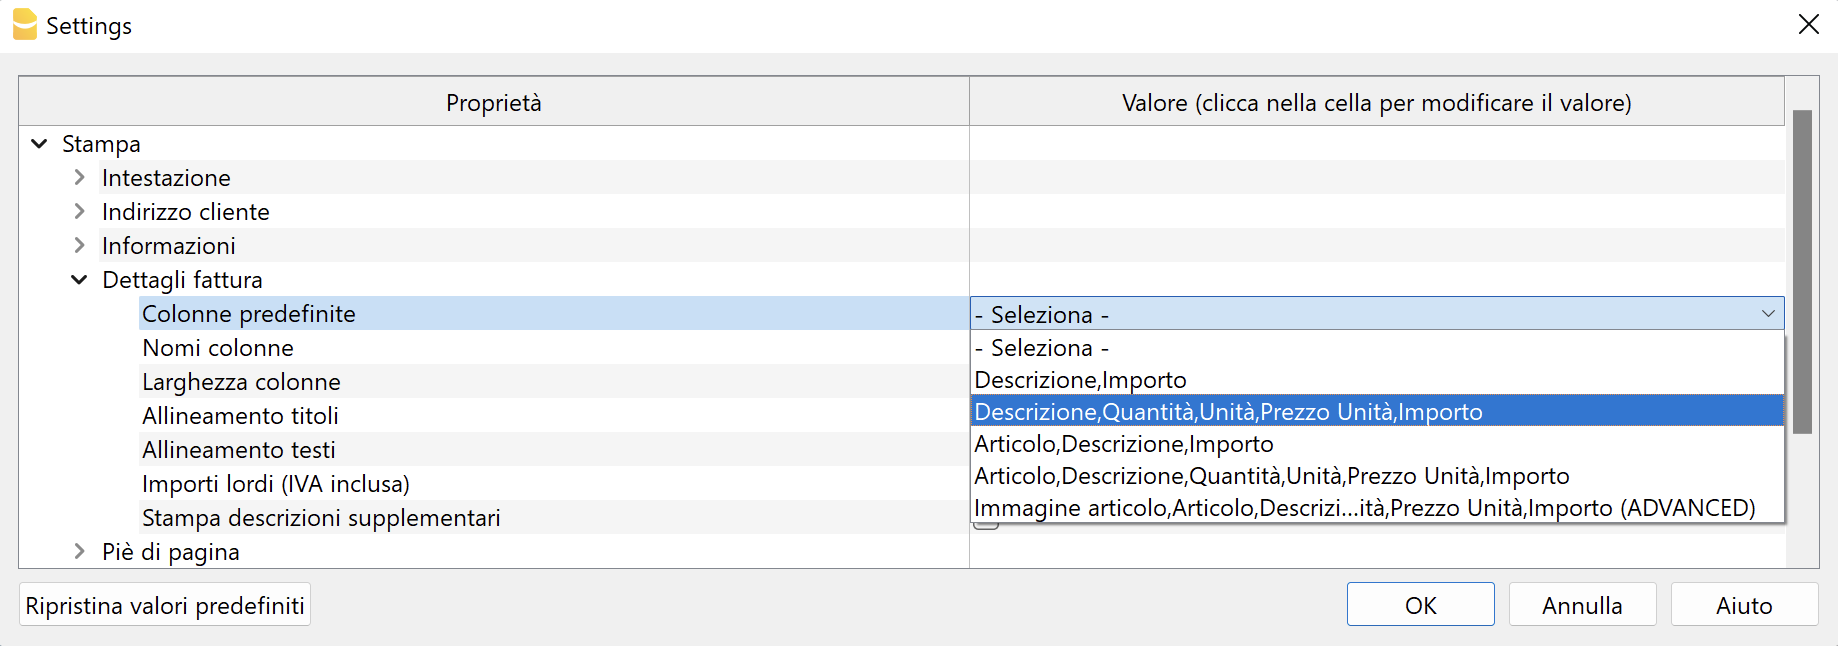 Settings
Proprietà
Valore (clicca nella cella per modificare il valore)
Stampa
Intestazione
Indirizzo cliente
Informazioni
Dettagli fattura
Colonne predefinite
- Seleziona -
Nomi colonne
- Seleziona -
Larghezza colonne
Descrizione,Importo
Allineamento titoli
Descrizione,Quantità,Unità,Prezzo Unità,Importo
Allineamento testi
Articolo,Descrizione,Importo
Importi lordi (IVA inclusa)
Articolo,Descrizione,Quantità,Unità,Prezzo Unità,Importo
Stampa descrizioni supplementari
Immagine articolo,Articolo,Descrizi...ità,Prezzo Unità,Importo (ADVANCED)
Piè di pagina
Ripristina valori predefiniti
OK
Annulla
Aiuto